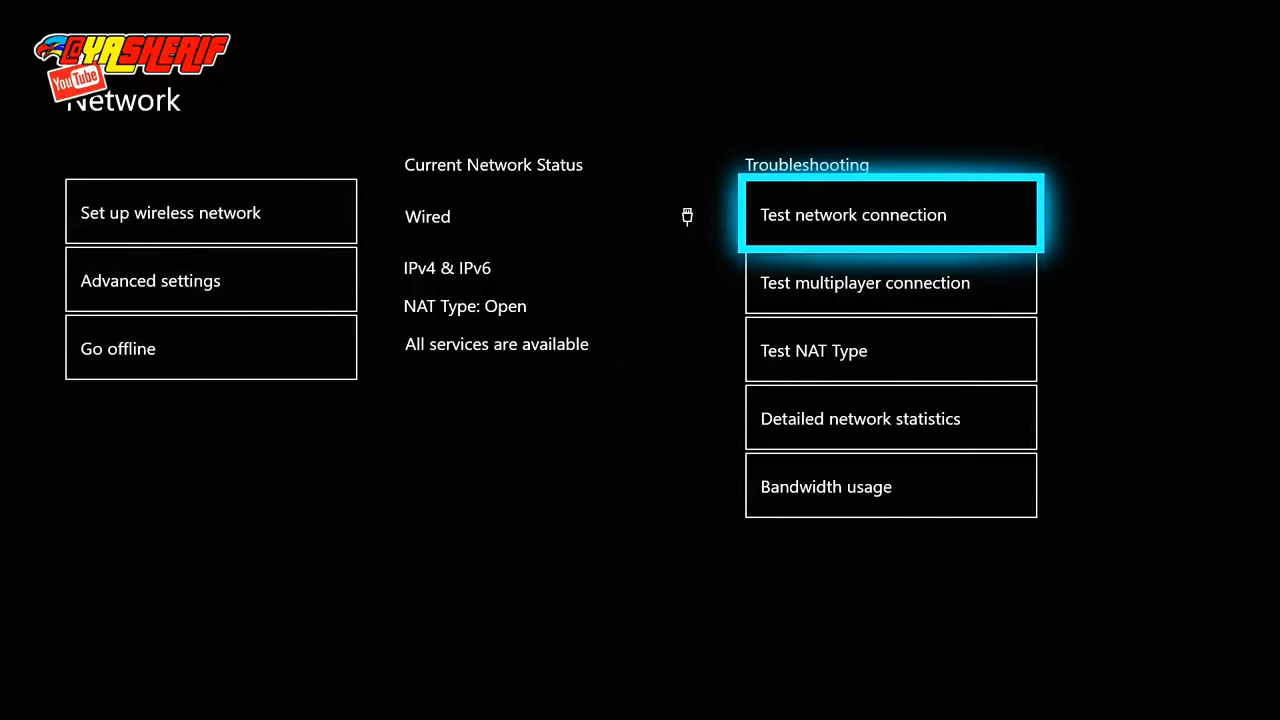 @YASHERIF
YouTube
Network
Set up wireless network
Advanced settings
Go offline
Current Network Status
Wired
IPv4 & IPv6
NAT Type: Open
All services are available
Troubleshooting
Test network connection
Test multiplayer connection
Test NAT Type
Detailed network statistics
Bandwidth usage